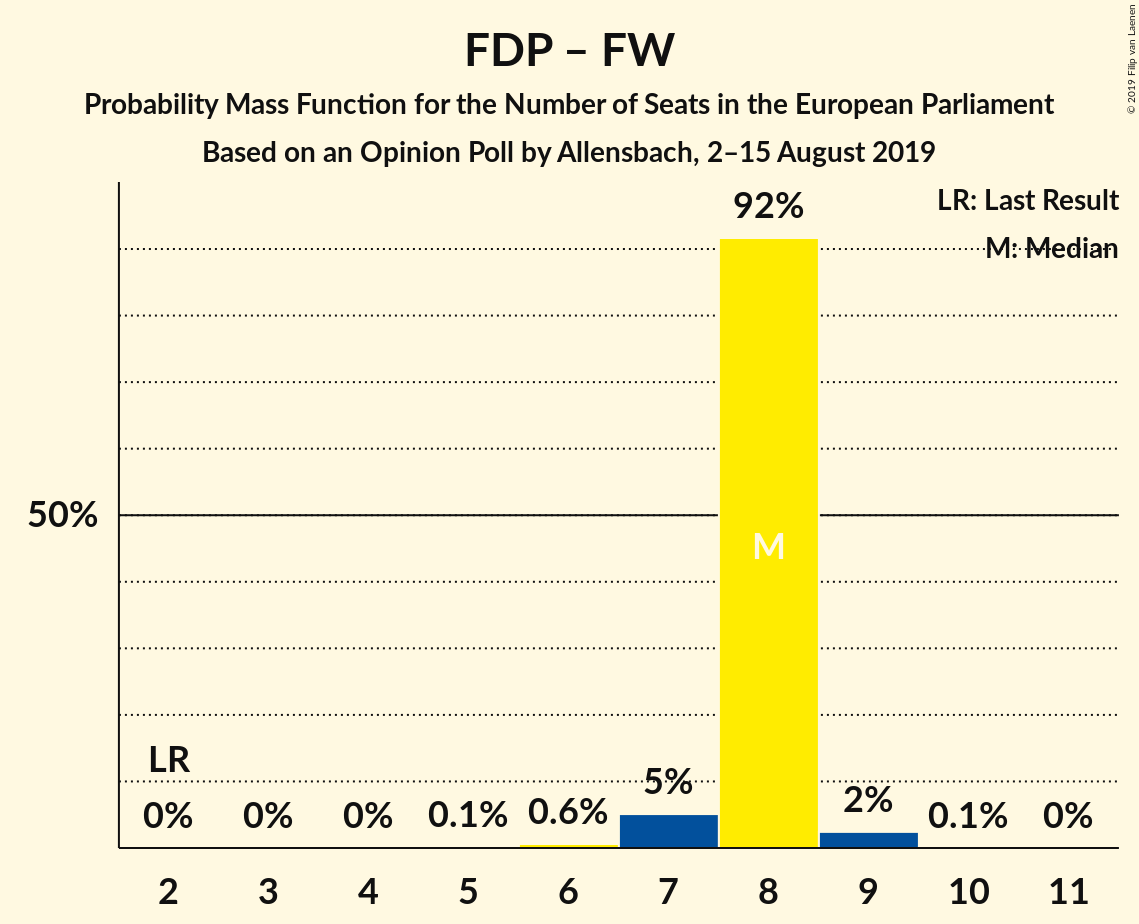 FDP – FW
Probability Mass Function for the Number of Seats in the European Parliament
Based on an Opinion Poll by Allensbach, 2–15 August 2019
© 2019 Filip van Laenen
LR: Last Result
M: Median
92%
50%
M
LR
0% 0% 0% 0.1% 0.6% 5% 2% 0.1% 0%
2 3 4 5 6 7 8 9 10 11